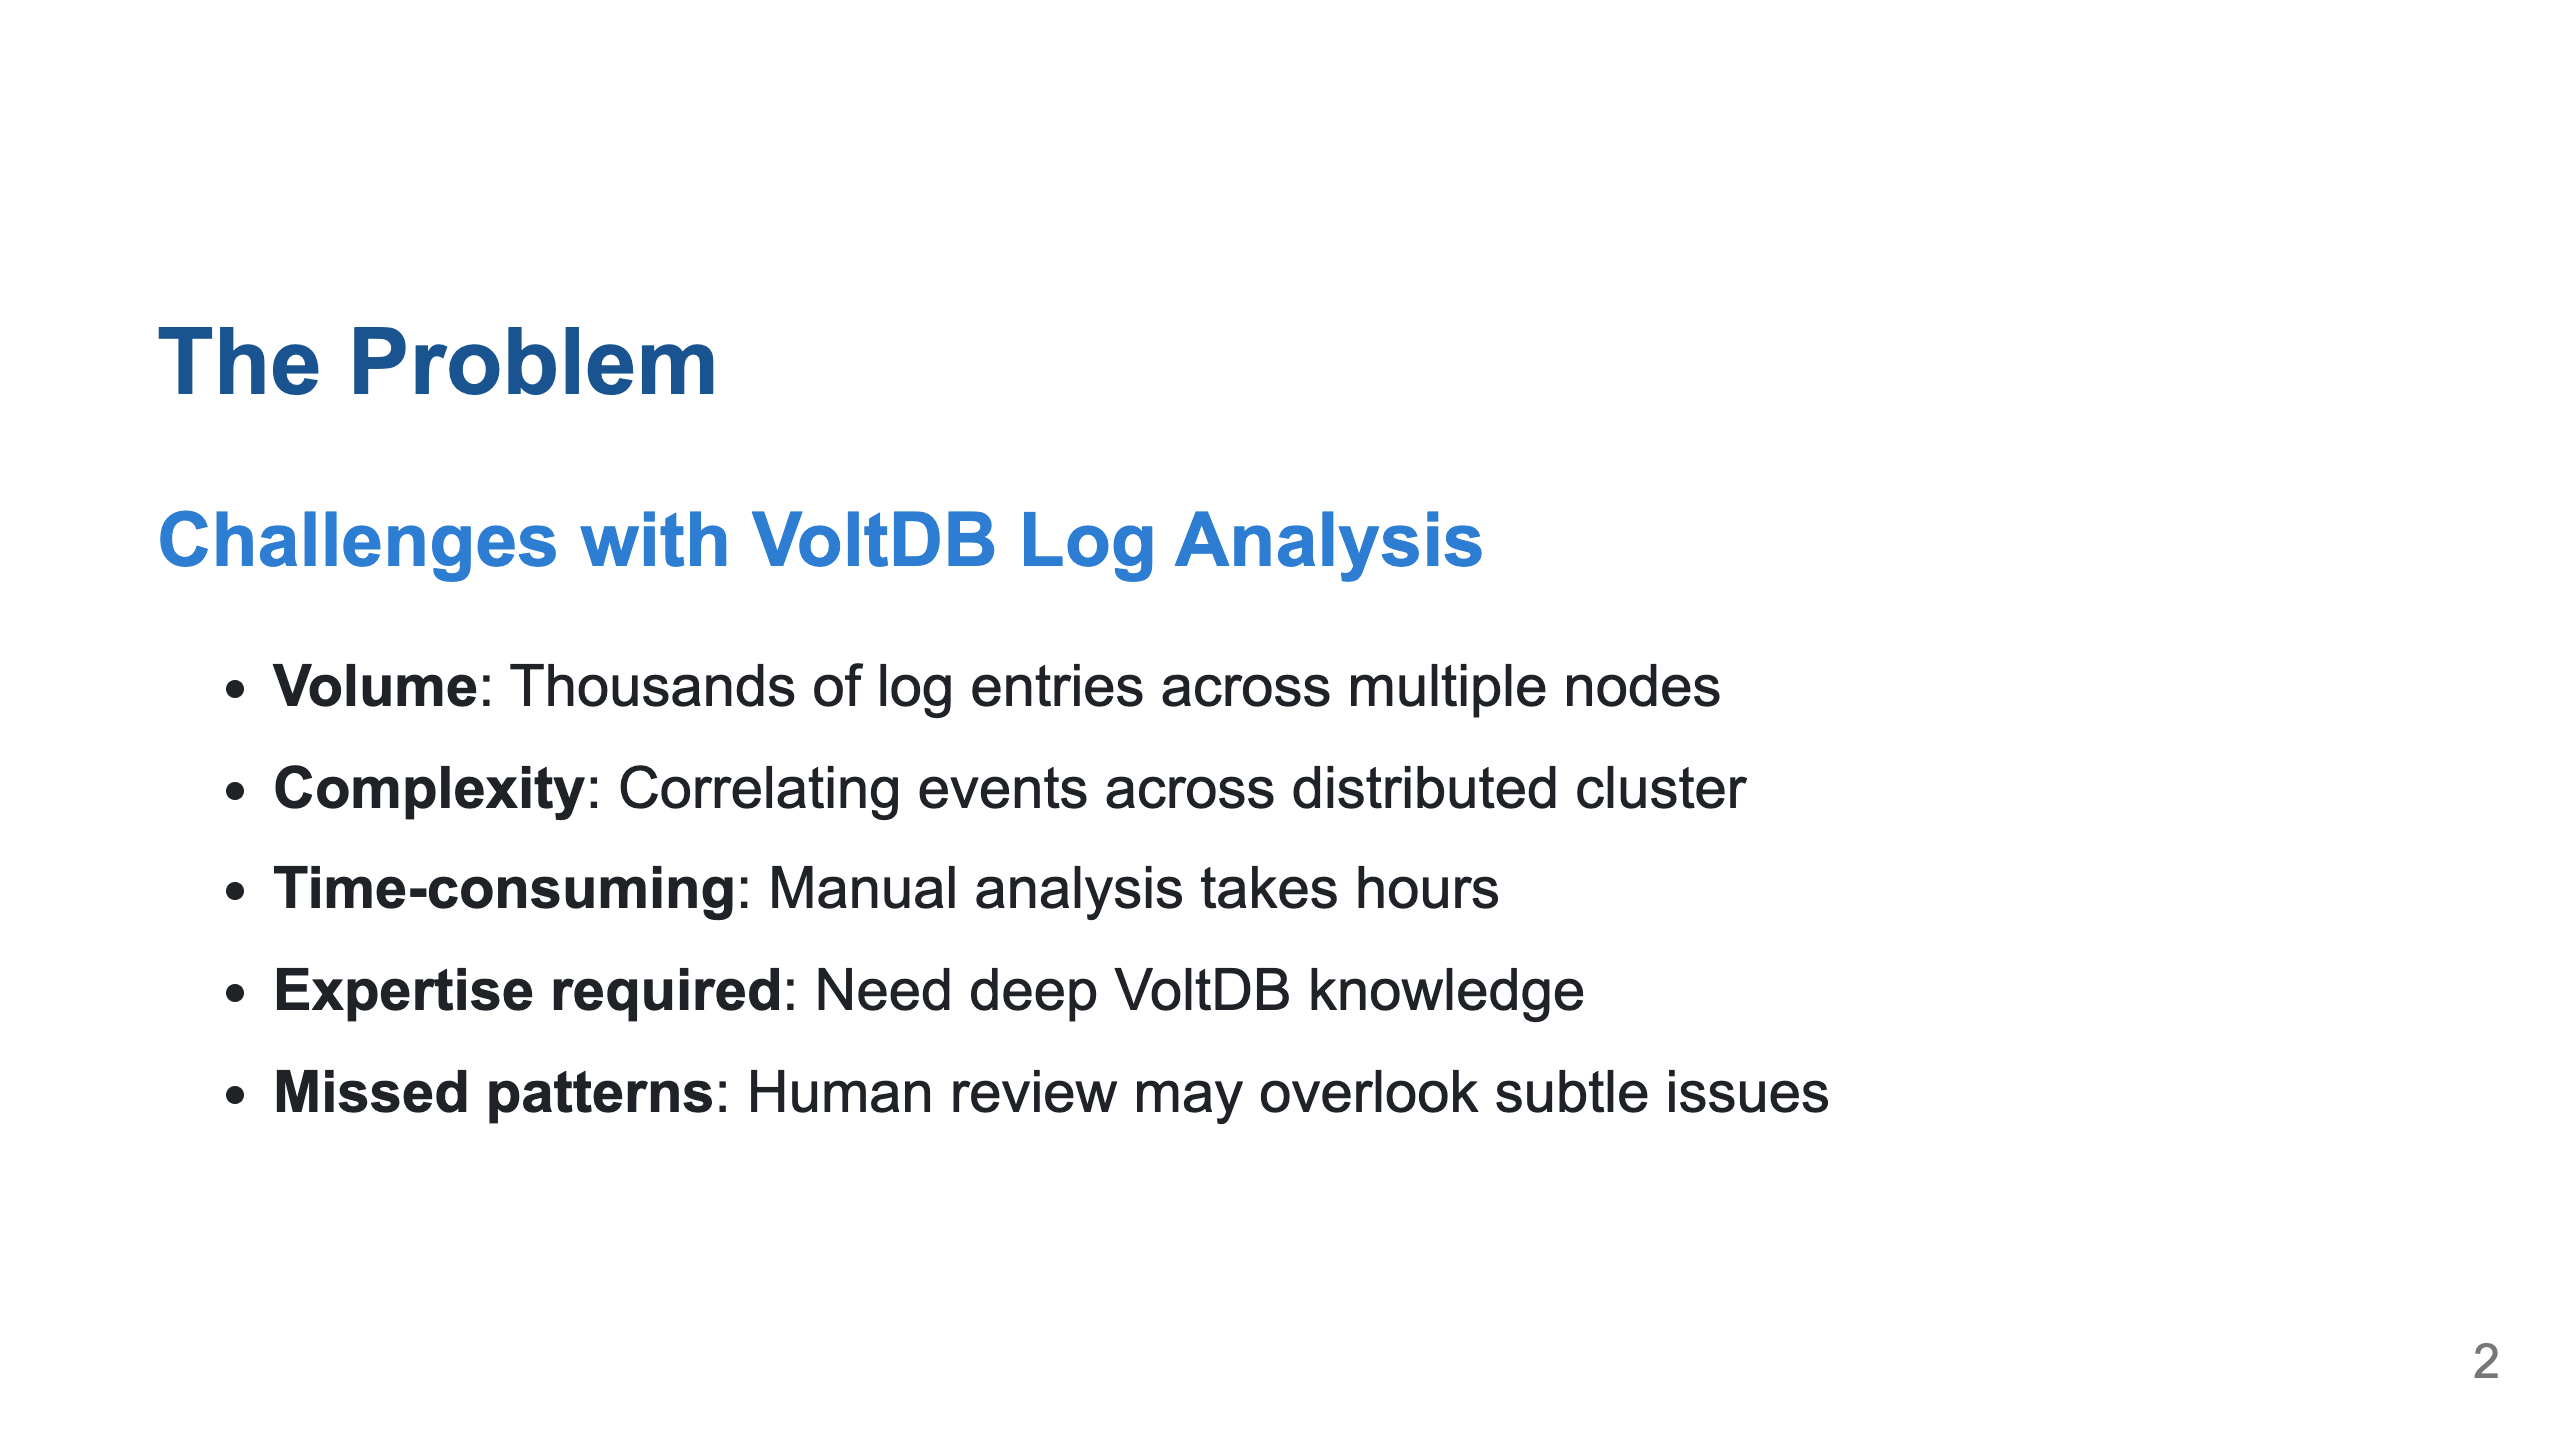 The Problem
Challenges with VoltDB Log Analysis
• Volume: Thousands of log entries across multiple nodes
• Complexity: Correlating events across distributed cluster
• Time-consuming: Manual analysis takes hours
• Expertise required: Need deep VoltDB knowledge
• Missed patterns: Human review may overlook subtle issues
2